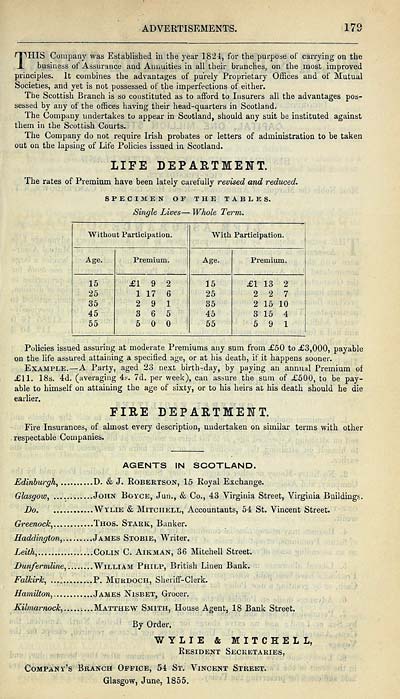 ADVERTISEMENTS. 179
THIS Company was Established in the year 1824, for the purpose of carrying on the
business of Assurance and Annuities in all their branches, on the most improved
principles. It combines the advantages of purely Proprietary Offices and of Mutual
Societies, and yet is not possessed of the imperfections of either.
The Scottish Branch is so constituted as to afford to Insurers all the advantages pos-
sessed by any of the offices having their head-quarters in Scotland.
The Company undertakes to appear in Scotland, should any suit be instituted against
them in the Scottish Courts.
The Company do not require Irish probates or letters of administration to be taken
out on the lapsing of Life Policies issued in Scotland.
LIFE DEPARTMENT.
The rates of Premium have been lately carefully revised and reduced.
SPECIMEN OF THE TABLES.
Single Lives—Whole Term.
Without Participation. With Participation.
Age. Premium. Age. Premium.
15 £1 9 2 15 £1 13 2
25 1 17 6 25 2 2 7
35 2 9 1 35 2 15 10
45 3 6 5 45 3 15 4
55 5 0 0 55 5 9 1
Policies issued assuring at moderate Premiums any sum from £50 to £3,000, payable
on the life assured attaining a specified age, or at his death, if it happens sooner.
EXAMPLE.—A Party, aged 23 next birth-day, by paying an annual Premium of
£11. 18s. 4d. (averaging 4s. 7d. per week), can assure the sum of £500, to be pay-
able to himself on attaining the age of sixty, or to his heirs at his death should he die
earlier.
FIRE DEPARTMENT.
Fire Insurances, of almost every description, undertaken on similar terms with other
respectable Companies.
AGENTS IN SCOTLAND.
Edinburgh, ..........D. & J. ROBERTSON, 15 Royal Exchange.
Glasgow, ............JOHN BOYCE, Jun., & Co., 43 Virginia Street, Virginia Buildings.
Do. ............WYLIE & MITCHELL, Accountants, 54 St. Vincent Street.
Greenock,............THOS. STARK, Banker.
Haddington,.........JAMES STOBIE, Writer.
Leith,................COLIN C. AIKMAN, 36 Mitchell Street.
Dunfermline,........WILLIAM PHILP, British Linen Bank.
Falkirk, .............P. MURDOCH, Sheriff-Clerk.
Hamilton,............JAMES NISBET, Grocer.
Kilmarnock,.........MATTHEW SMITH, House Agent, 18 Bank Street.
By Order.
WYLIE & MITCHELL,
RESIDENT SECRETARIES,
COMPANY'S BRANCH OFFICE, 54 ST. VINCENT STREET.
Glasgow, June, 1855.